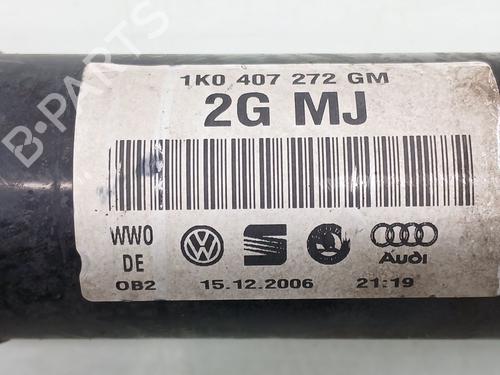 1K0 407 272 GM
2G MJ
WWO
DE
OB2
Audi
15.12.2006
21:19
B-PARTS